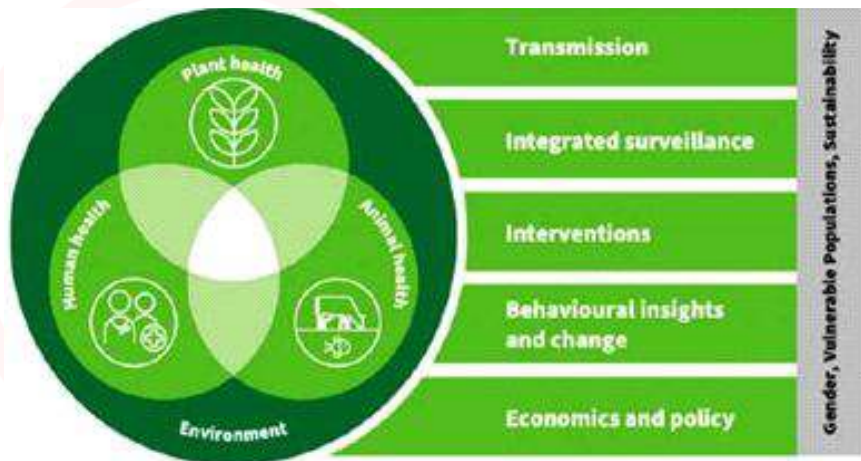 Plant health
Human health
Animal health
Environment
Transmission
Integrated surveillance
Interventions
Behavioural insights
and change
Economics and policy
Gender, Vulnerable Populations, Sustainability